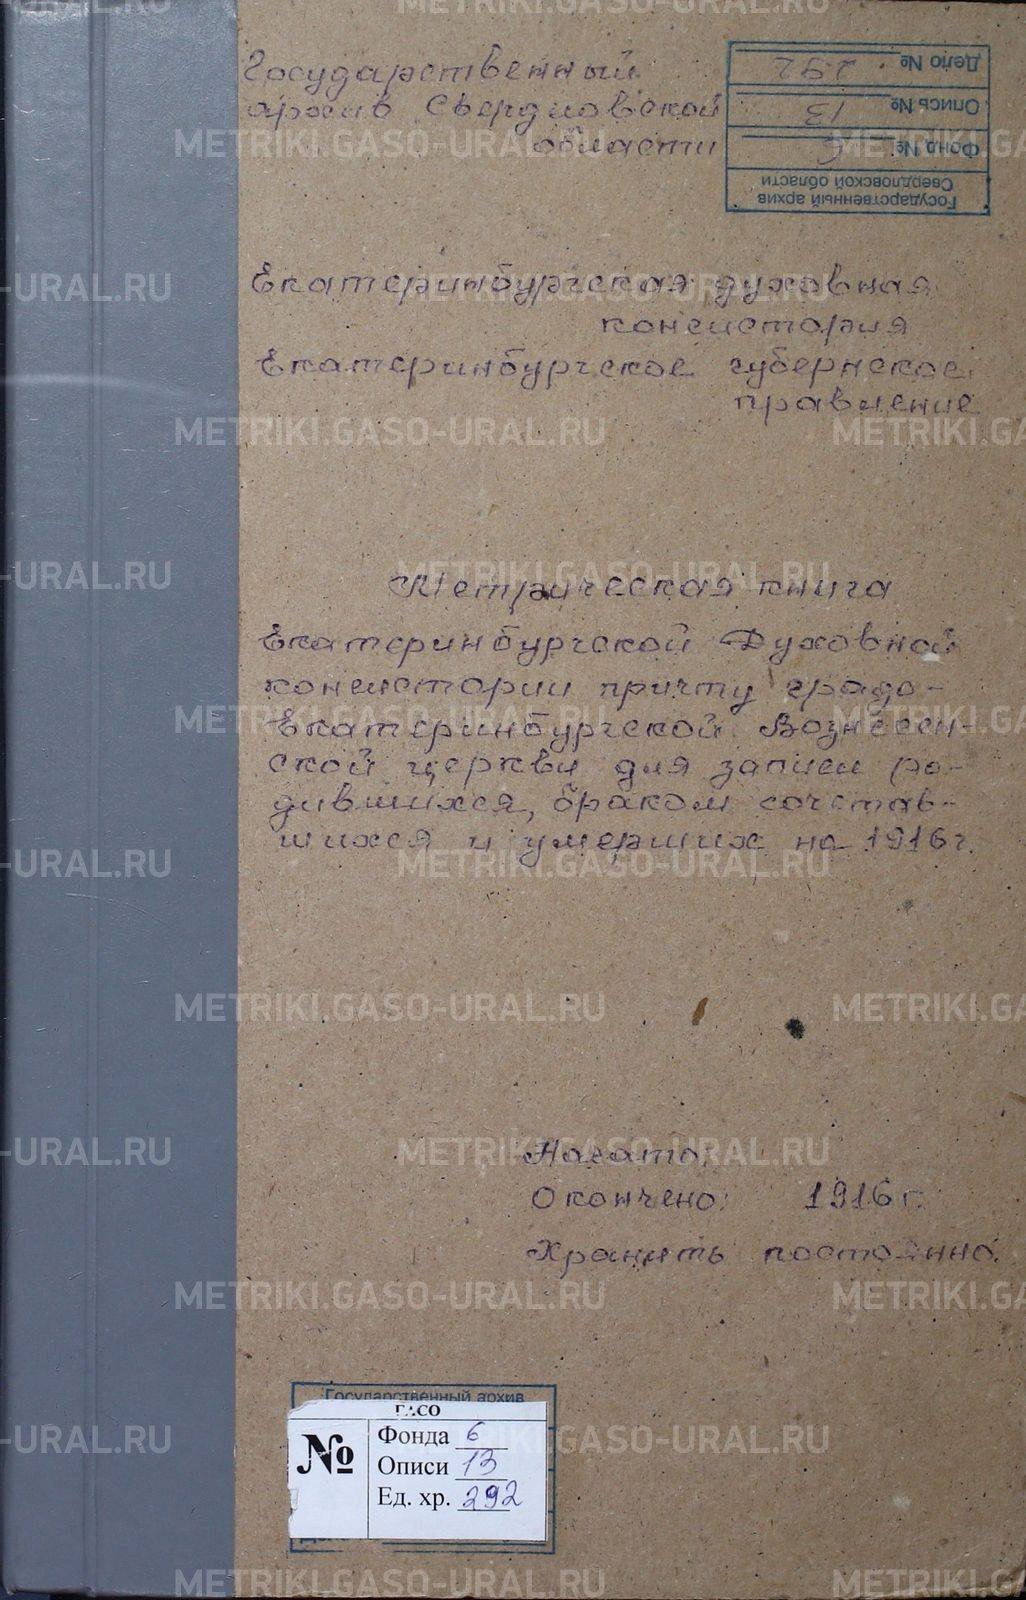 Государственный
архив Свердловской
области
Дело № 292
Опись № 13
Фонд № 6
Государственный архив
Свердловской области
Екатеринбургская духовная
консистория
Екатеринбургское губернское
правление
Метрическая книга
Екатеринбургской Духовной
консистории причту градо-
Екатеринбургской Вознесен-
ской церкви для записи ро-
дившихся, браком сочетав-
шихся и умерших на 1916 г.
Начато:
Окончено: 1916 г.
Хранить постоянно.
Государственный архив
ГАСО
№
Фонда 6
Описи 13
Ед. хр. 292
METRIKI.GASO-URAL.RU